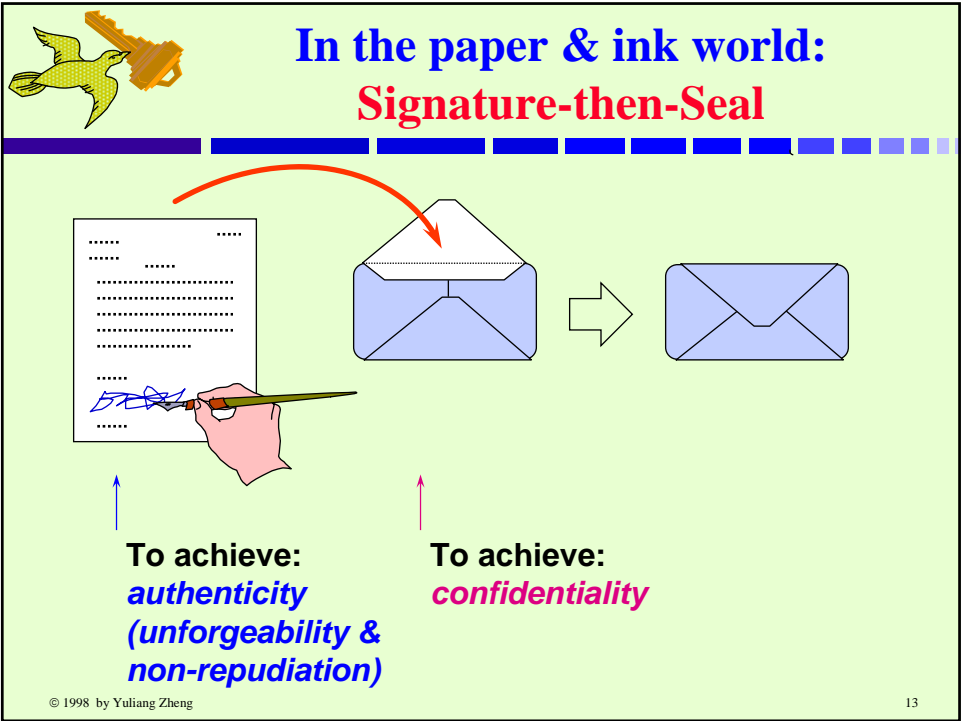 In the paper & ink world:
Signature-then-Seal
To achieve:
authenticity
(unforgeability &
non-repudiation)
To achieve:
confidentiality
© 1998 by Yuliang Zheng
13